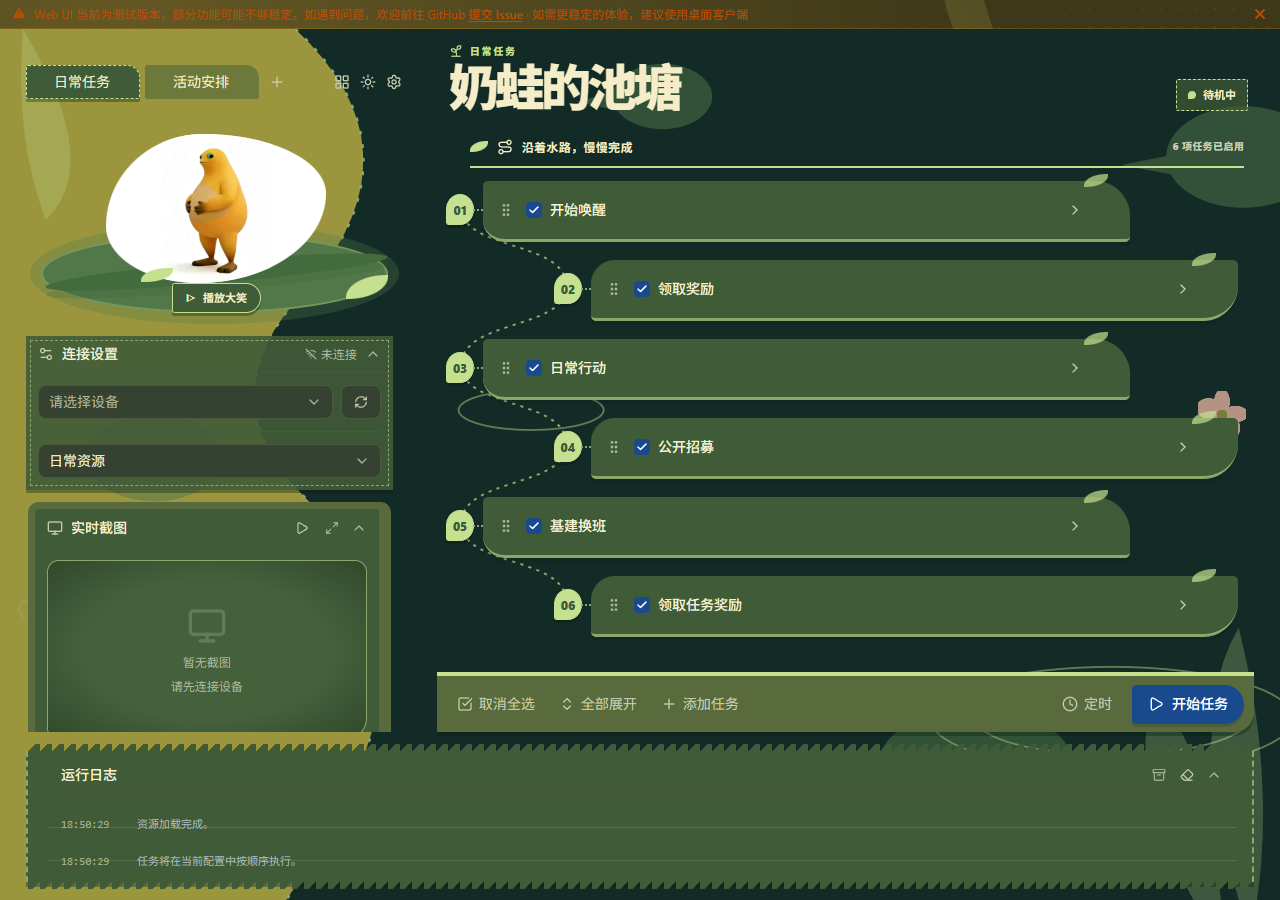 Web UI 当前为测试版本，部分功能可能不够稳定。如遇到问题，欢迎前往 GitHub 提交 Issue · 如需更稳定的体验，建议使用桌面客户端
日常任务
活动安排
播放大笑
连接设置
未连接
请选择设备
日常资源
实时截图
暂无截图
请先连接设备
日常任务
奶蛙的池塘
待机中
沿着水路，慢慢完成
6 项任务已启用
01 开始唤醒
02 领取奖励
03 日常行动
04 公开招募
05 基建换班
06 领取任务奖励
取消全选
全部展开
添加任务
定时
开始任务
运行日志
18:50:29 资源加载完成。
18:50:29 任务将在当前配置中按顺序执行。